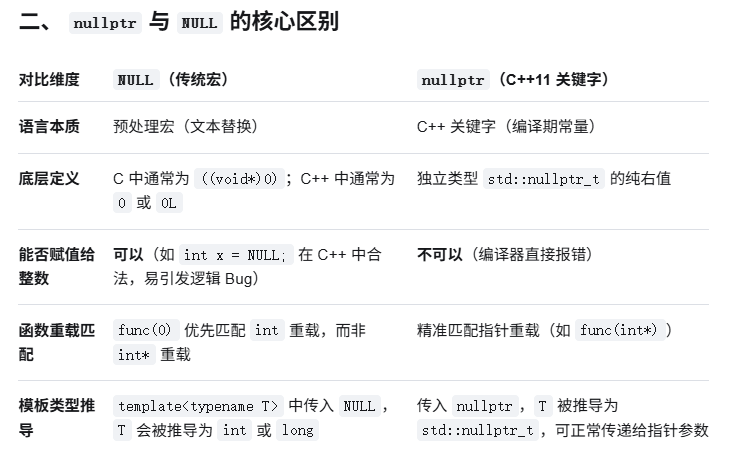 二、 nullptr 与 NULL 的核心区别
对比维度 NULL（传统宏） nullptr（C++11 关键字）
语言本质 预处理宏（文本替换） C++ 关键字（编译期常量）
底层定义 C 中通常为 ((void*)0)；C++ 中通常为 独立类型 std::nullptr_t 的纯右值
0 或 0L
能否赋值给 可以（如 int x = NULL; 在 C++ 中合 不可以（编译器直接报错）
整数 法，易引发逻辑 Bug）
函数重载匹 func(0) 优先匹配 int 重载，而非 精准匹配指针重载（如 func(int*)）
配 int* 重载
模板类型推 template<typename T> 中传入 NULL， 传入 nullptr，T 被推导为
导 T 会被推导为 int 或 long std::nullptr_t，可正常传递给指针参数